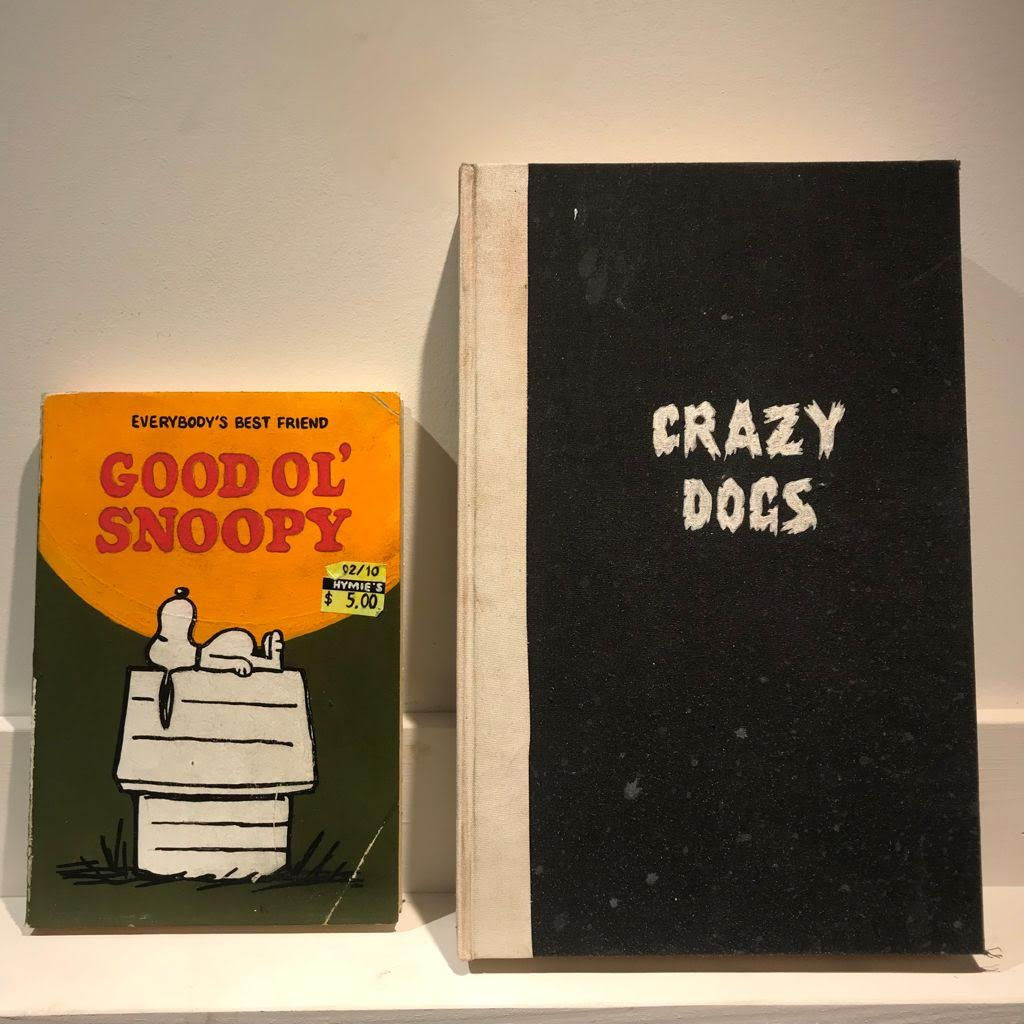 EVERYBODY'S BEST FRIEND
GOOD OL'
SNOOPY
02/10
HYMIE'S
$ 5.00
CRAZY
DOGS